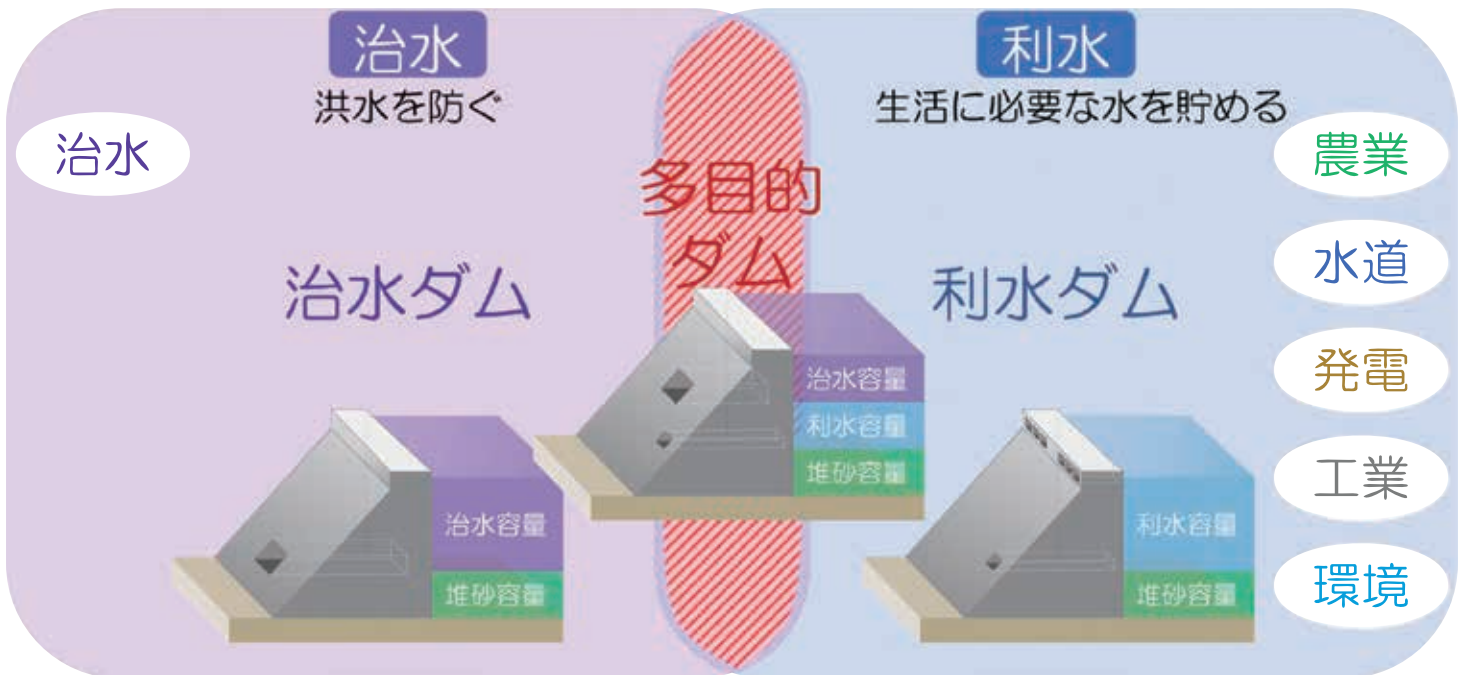 治水
洪水を防ぐ
治水
治水ダム
治水容量
堆砂容量
多目的
ダム
治水容量
利水容量
堆砂容量
利水
生活に必要な水を貯める
利水ダム
利水容量
堆砂容量
農業
水道
発電
工業
環境